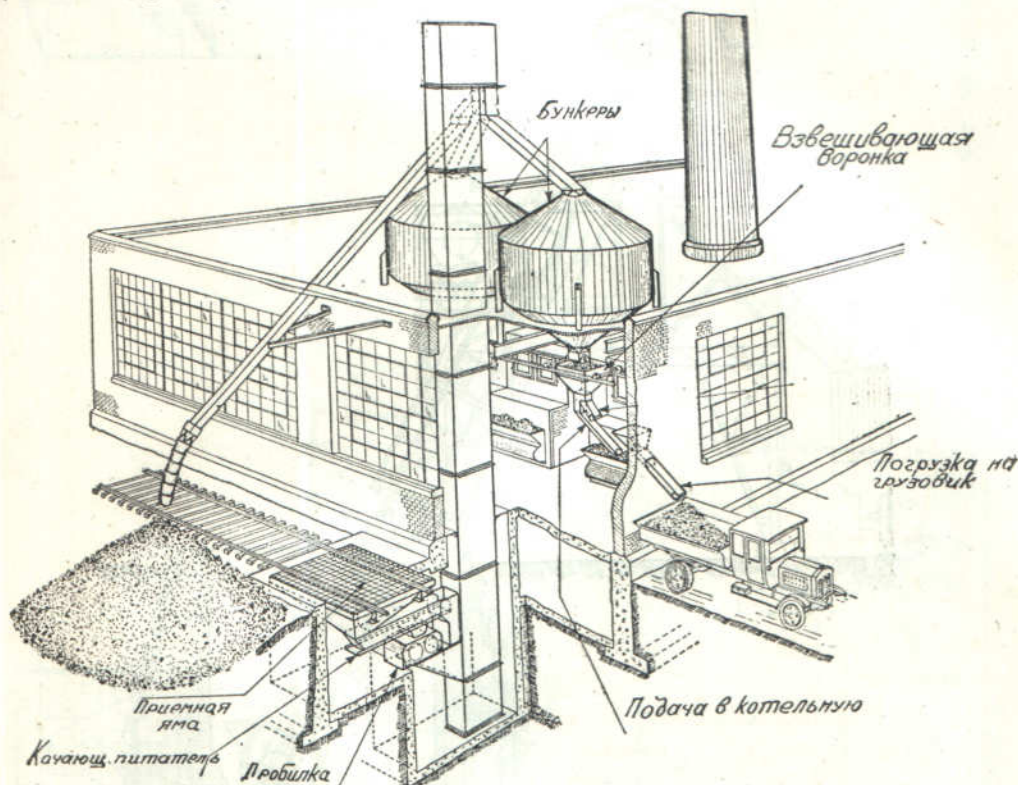 Бункеры
Взвешивающая
воронка
Погрузка на
грузовик
Подача в котельную
Приемная
яма
Качающ. питатель
Дробилка